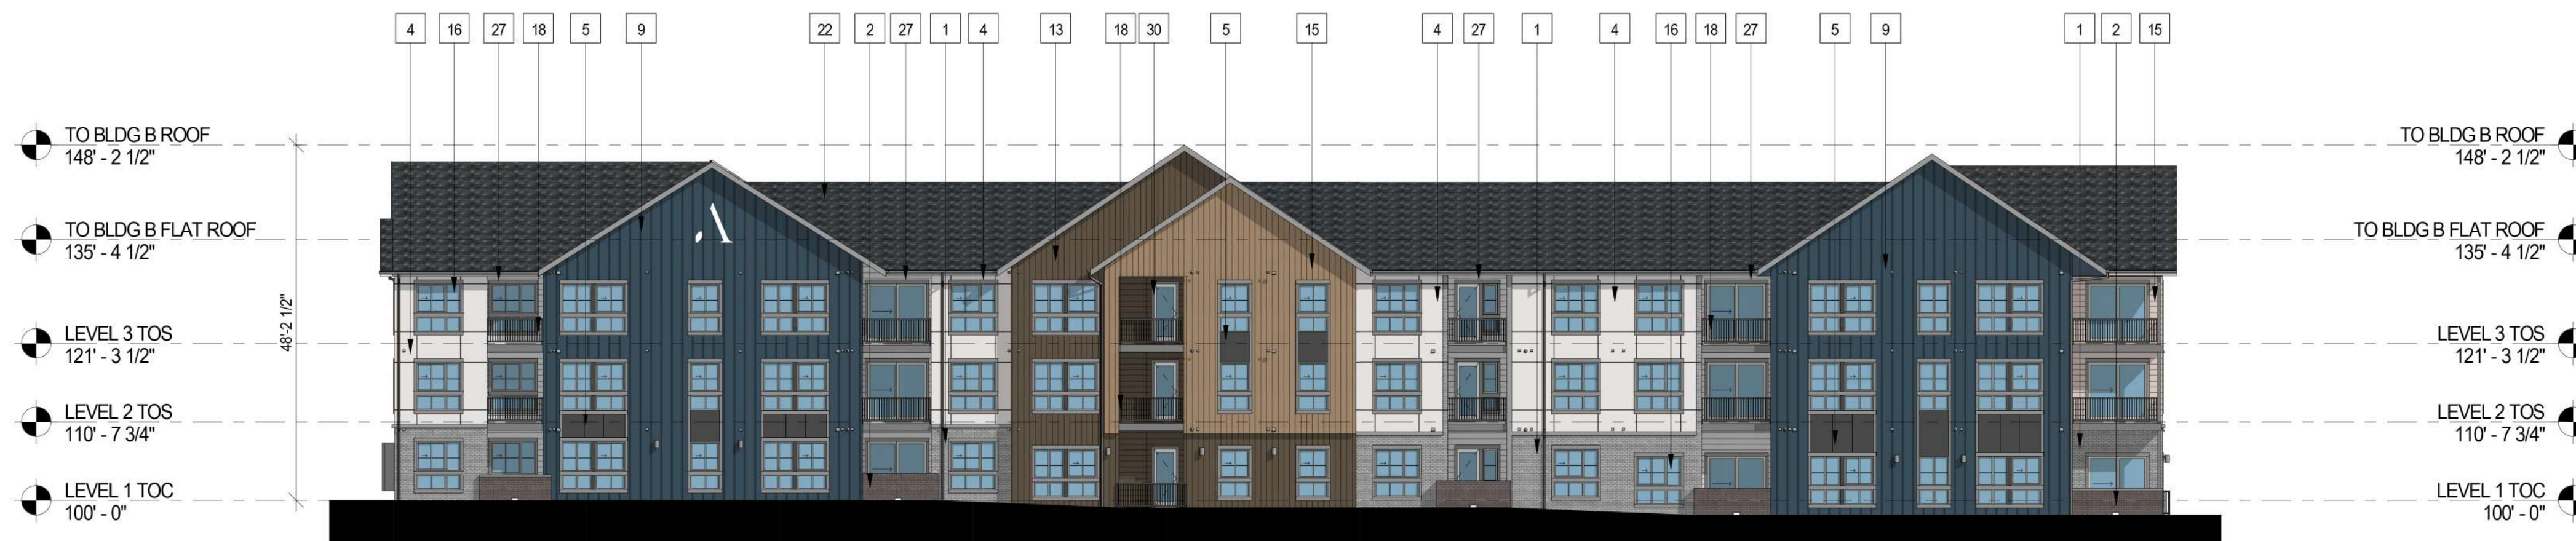 4 16 27 18 5 9 22 2 27 1 4 13 18 30 5 15 4 27 1 4 16 18 27 5 9 1 2 15
TO BLDG B ROOF
148' - 2 1/2"
TO BLDG B FLAT ROOF
135' - 4 1/2"
LEVEL 3 TOS
121' - 3 1/2"
LEVEL 2 TOS
110' - 7 3/4"
LEVEL 1 TOC
100' - 0"
48'-2 1/2"
A
TO BLDG B ROOF
148' - 2 1/2"
TO BLDG B FLAT ROOF
135' - 4 1/2"
LEVEL 3 TOS
121' - 3 1/2"
LEVEL 2 TOS
110' - 7 3/4"
LEVEL 1 TOC
100' - 0"